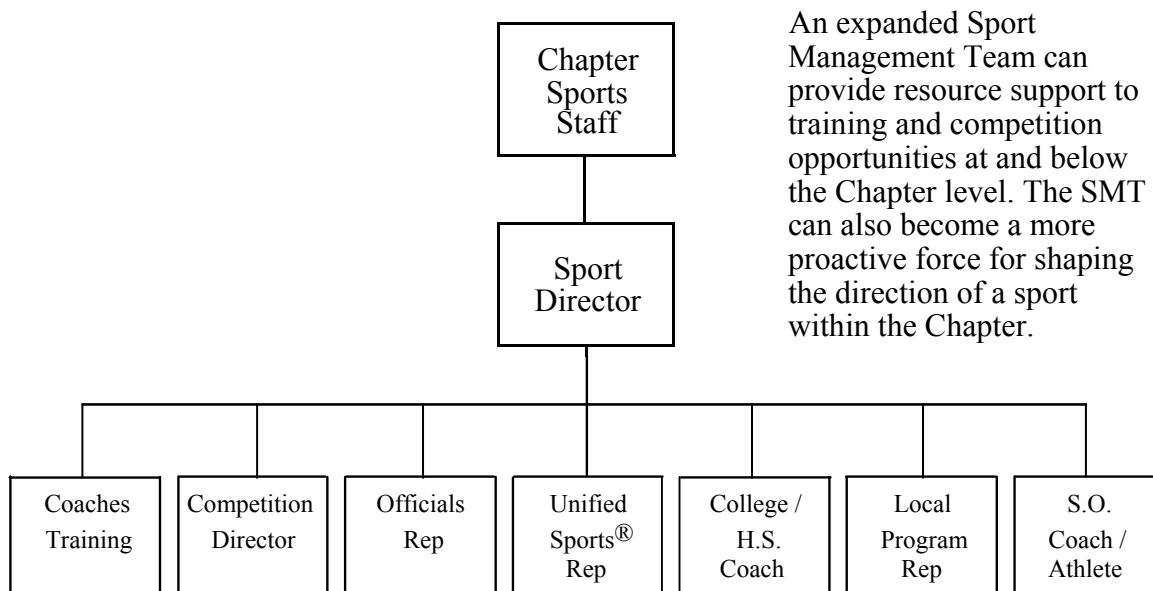 Chapter
Sports
Staff
An expanded Sport
Management Team can
provide resource support to
training and competition
opportunities at and below
the Chapter level. The SMT
can also become a more
proactive force for shaping
the direction of a sport
within the Chapter.
Sport
Director
Coaches
Training
Competition
Director
Officials
Rep
Unified
Sports®
Rep
College /
H.S.
Coach
Local
Program
Rep
S.O.
Coach /
Athlete